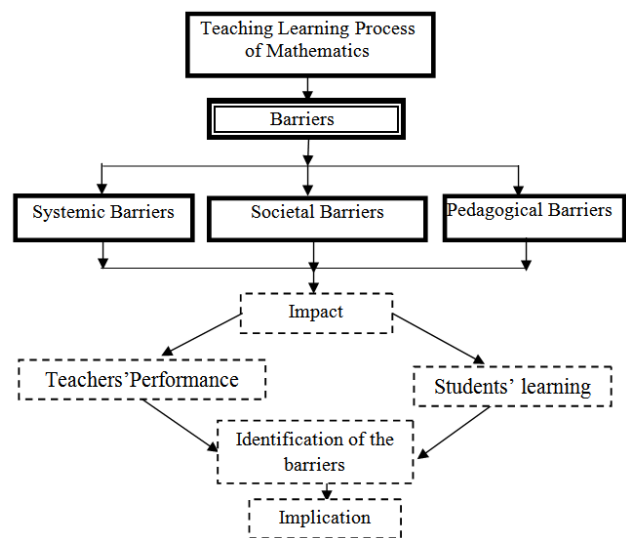 Teaching Learning Process
of Mathematics
Barriers
Systemic Barriers
Societal Barriers
Pedagogical Barriers
Impact
Teachers'Performance
Students' learning
Identification of the
barriers
Implication